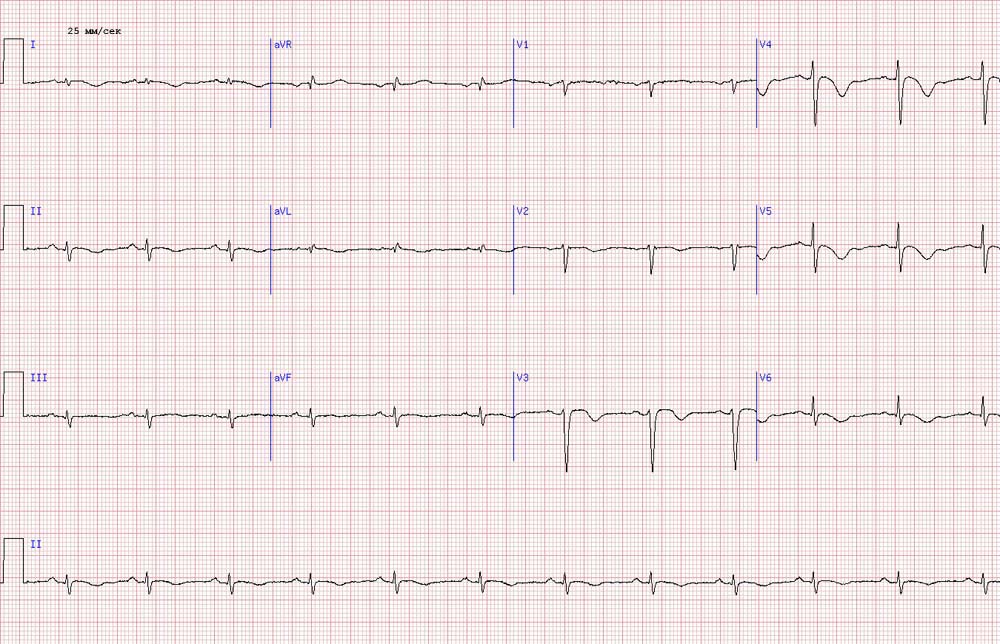 25 мм/сек
I aVR V1 V4
II aVL V2 V5
III aVF V3 V6
II